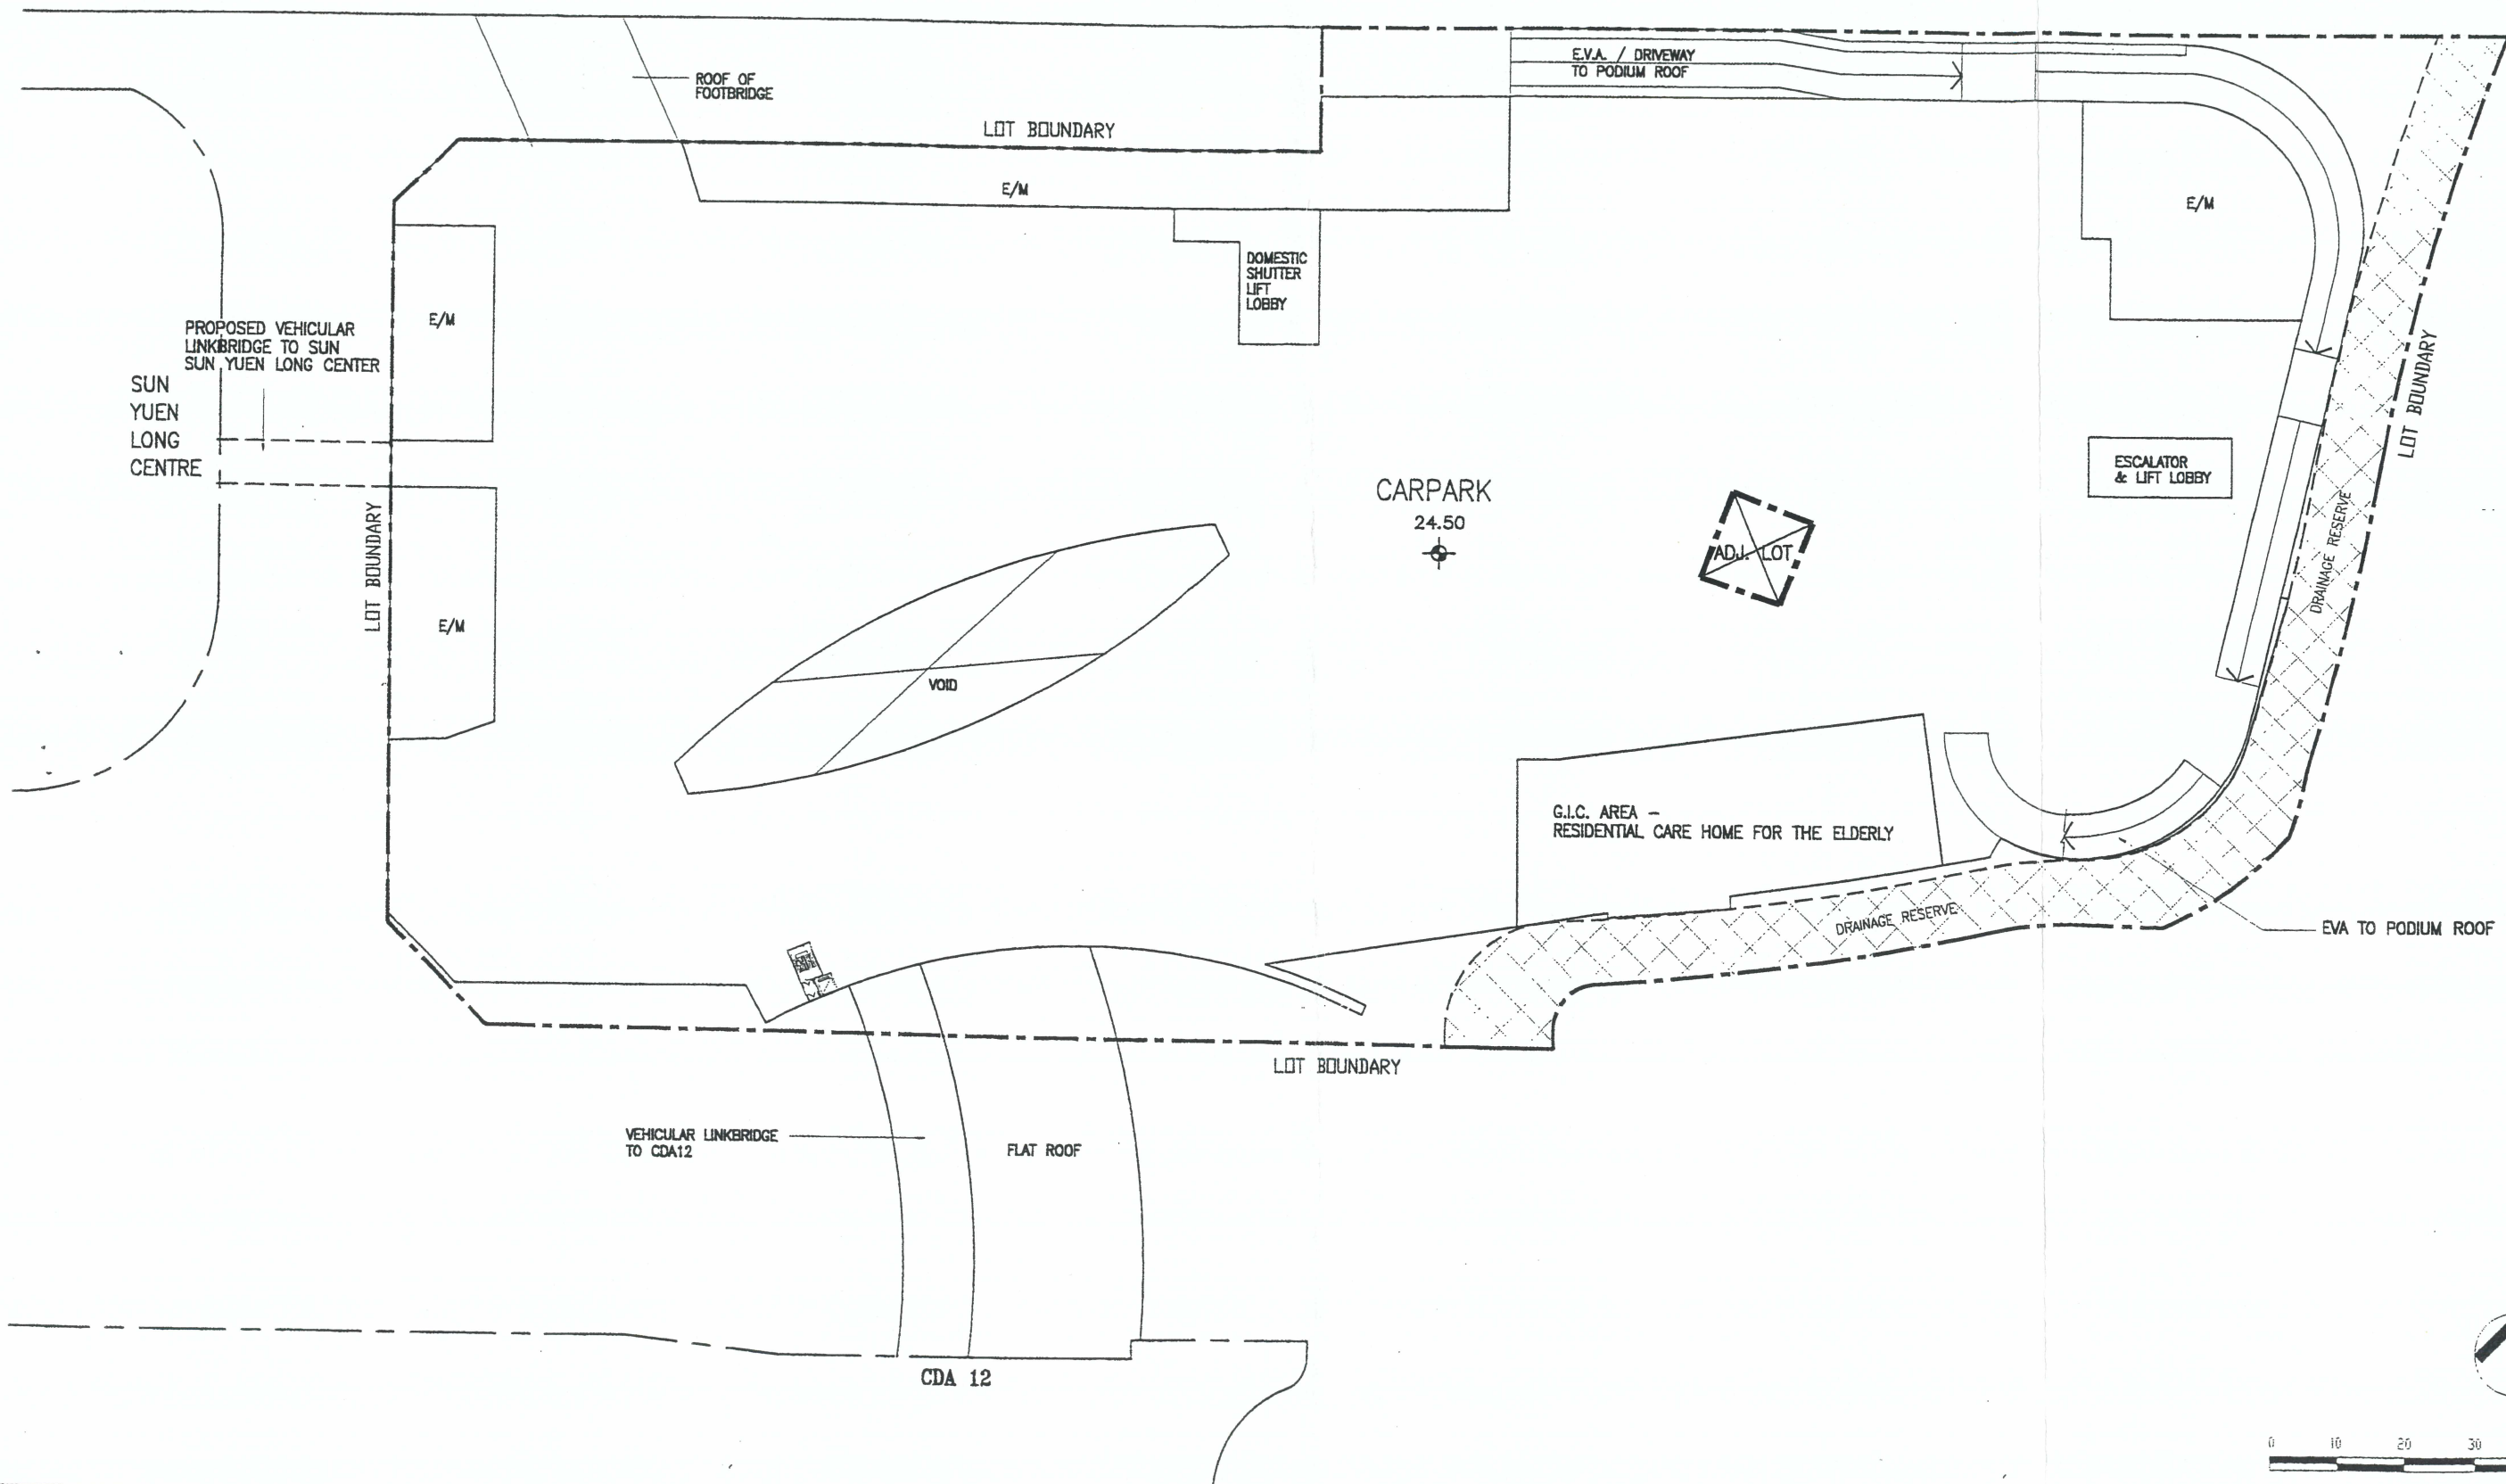 E.V.A. / DRIVEWAY
TO PODIUM ROOF
ROOF OF
FOOTBRIDGE
LOT BOUNDARY
E/M
E/M
DOMESTIC
SHUTTER
LIFT
LOBBY
E/M
PROPOSED VEHICULAR
LINKBRIDGE TO SUN
SUN YUEN LONG CENTER
SUN
YUEN
LONG
CENTRE
LOT BOUNDARY
ESCALATOR
& LIFT LOBBY
CARPARK
24.50
ADJ. LOT
DRAINAGE RESERVE
LOT BOUNDARY
E/M
VOID
G.I.C. AREA –
RESIDENTIAL CARE HOME FOR THE ELDERLY
DRAINAGE RESERVE
EVA TO PODIUM ROOF
LOT BOUNDARY
VEHICULAR LINKBRIDGE
TO CDA12
FLAT ROOF
CDA 12
0 10 20 30